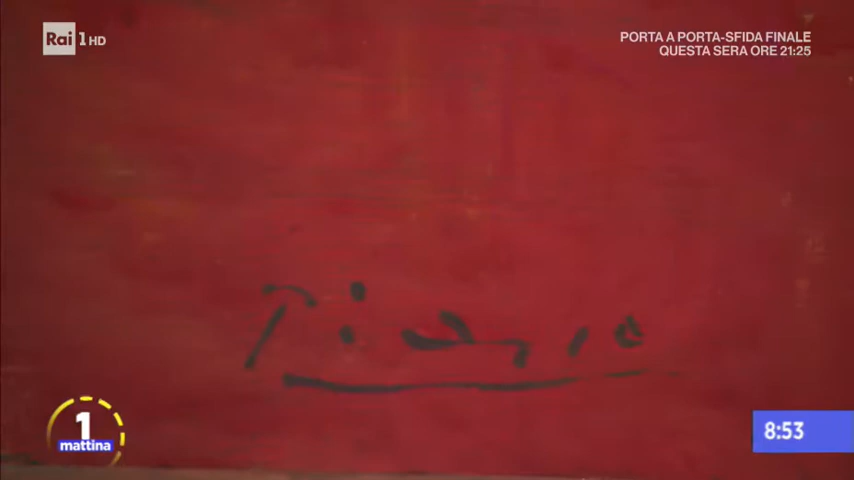 Rai 1 HD
PORTA A PORTA-SFIDA FINALE
QUESTA SERA ORE 21:25
Picasso
1
mattina
8:53